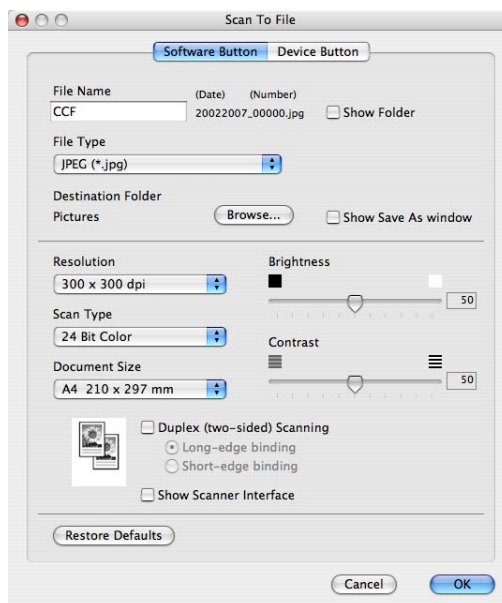 Scan To File
Software Button Device Button
File Name (Date) (Number)
CCF 20022007_00000.jpg Show Folder
File Type
JPEG (*.jpg)
Destination Folder
Pictures Browse... Show Save As window
Resolution Brightness
300 x 300 dpi
50
Scan Type
24 Bit Color
Contrast
Document Size
A4 210 x 297 mm 50
Duplex (two-sided) Scanning
Long-edge binding
Short-edge binding
Show Scanner Interface
Restore Defaults
Cancel OK